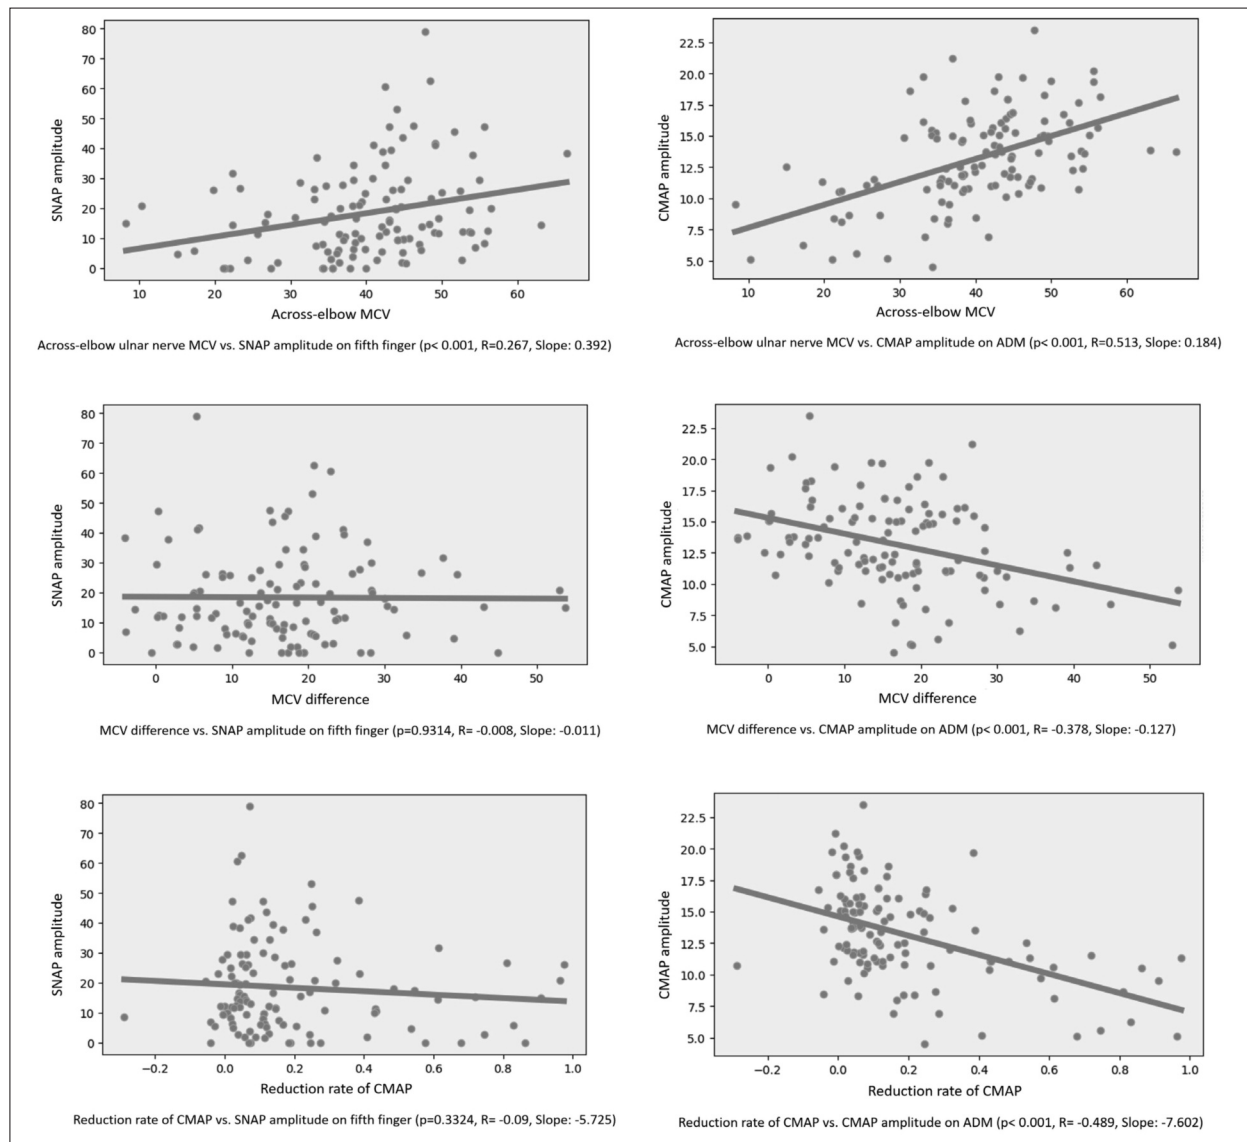 80
70
60
50
40
30
20
10
0
SNAP amplitude
10 20 30 40 50 60
Across-elbow MCV
Across-elbow ulnar nerve MCV vs. SNAP amplitude on fifth finger (p< 0.001, R=0.267, Slope: 0.392)
22.5
20.0
17.5
15.0
12.5
10.0
7.5
5.0
CMAP amplitude
10 20 30 40 50 60
Across-elbow MCV
Across-elbow ulnar nerve MCV vs. CMAP amplitude on ADM (p< 0.001, R=0.513, Slope: 0.184)
80
70
60
50
40
30
20
10
0
SNAP amplitude
0 10 20 30 40 50
MCV difference
MCV difference vs. SNAP amplitude on fifth finger (p=0.9314, R= -0.008, Slope: -0.011)
22.5
20.0
17.5
15.0
12.5
10.0
7.5
5.0
CMAP amplitude
0 10 20 30 40 50
MCV difference
MCV difference vs. CMAP amplitude on ADM (p< 0.001, R= -0.378, Slope: -0.127)
80
70
60
50
40
30
20
10
0
SNAP amplitude
−0.2 0.0 0.2 0.4 0.6 0.8 1.0
Reduction rate of CMAP
Reduction rate of CMAP vs. SNAP amplitude on fifth finger (p=0.3324, R= -0.09, Slope: -5.725)
22.5
20.0
17.5
15.0
12.5
10.0
7.5
5.0
CMAP amplitude
−0.2 0.0 0.2 0.4 0.6 0.8 1.0
Reduction rate of CMAP
Reduction rate of CMAP vs. CMAP amplitude on ADM (p< 0.001, R= -0.489, Slope: -7.602)